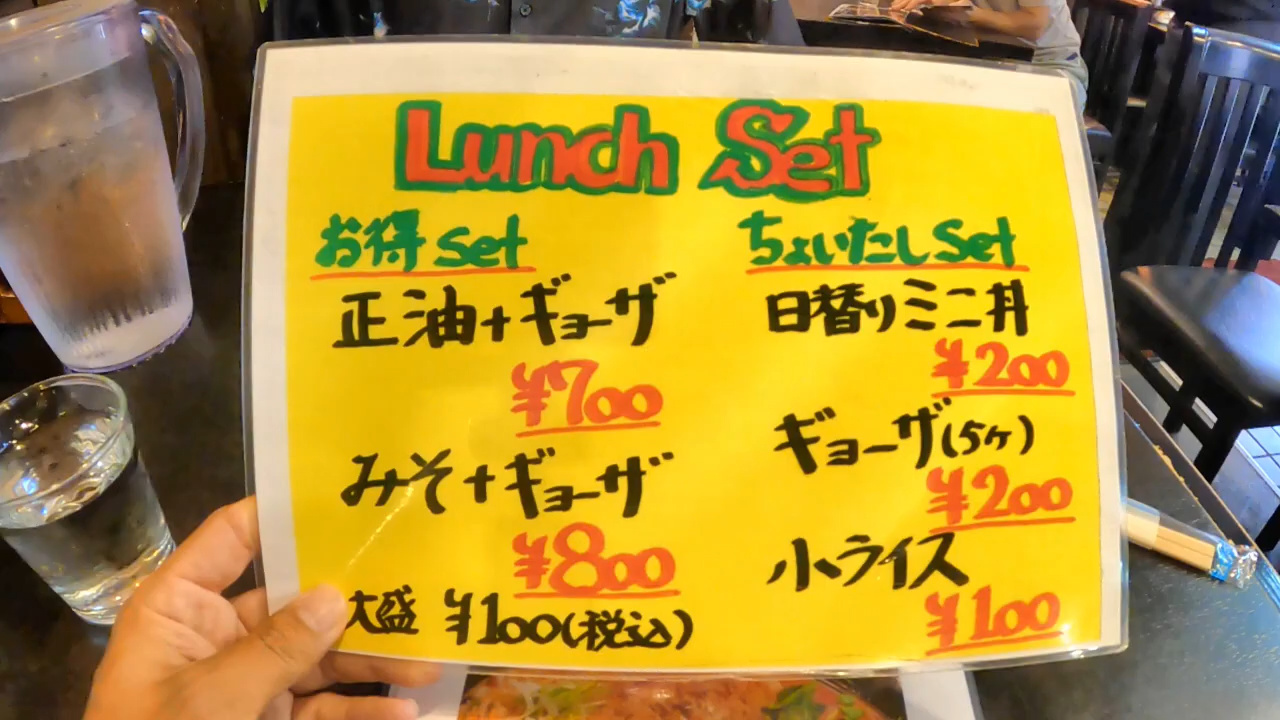 Lunch Set
お得set
正油+ギョーザ
¥700
みそ+ギョーザ
¥800
大盛 ¥100(税込)
ちょいたしSet
日替りミニ丼
¥200
ギョーザ(5ヶ)
¥200
小ライス
¥100